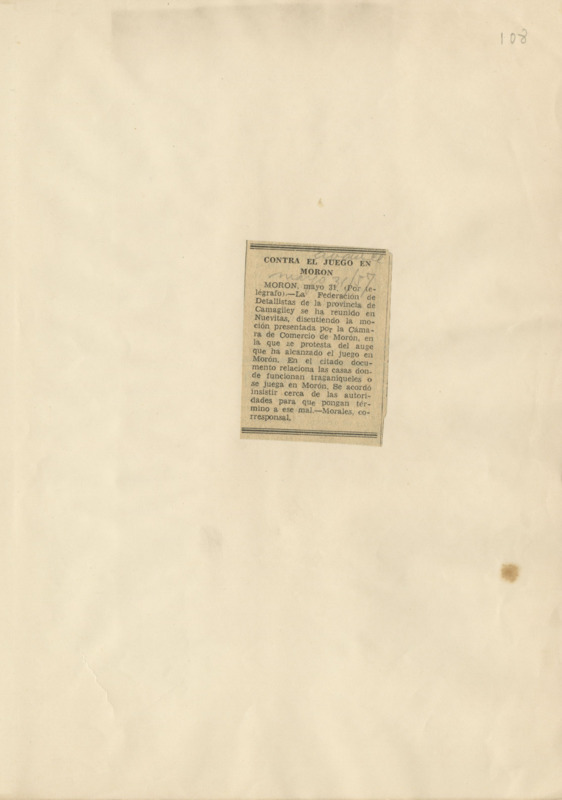 108
CONTRA EL JUEGO EN
MORON
MORON, mayo 31. (Por te-
légrafo).—La Federación de
Detallistas de la provincia de
Camagüey se ha reunido en
Nuevitas, discutiendo la mo-
ción presentada por la Cáma-
ra de Comercio de Morón, en
la que se protesta del auge
que ha alcanzado el juego en
Morón. En el citado docu-
mento relaciona las casas don-
de funcionan traganíqueles o
se juega en Morón. Se acordó
insistir cerca de las autori-
dades para que pongan tér-
mino a ese mal.—Morales, co-
rresponsal.